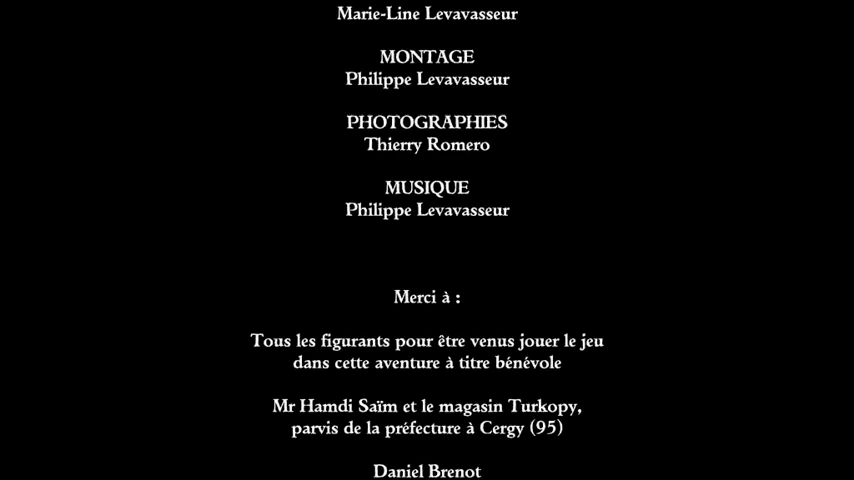 Marie-Line Levavasseur
MONTAGE
Philippe Levavasseur
PHOTOGRAPHIES
Thierry Romero
MUSIQUE
Philippe Levavasseur
Merci à :
Tous les figurants pour être venus jouer le jeu
dans cette aventure à titre bénévole
Mr Hamdi Saïm et le magasin Turkopy,
parvis de la préfecture à Cergy (95)
Daniel Brenot